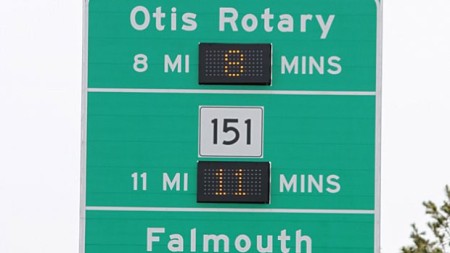 Otis Rotary
8 MI 8 MINS
151
11 MI 11 MINS
Falmouth